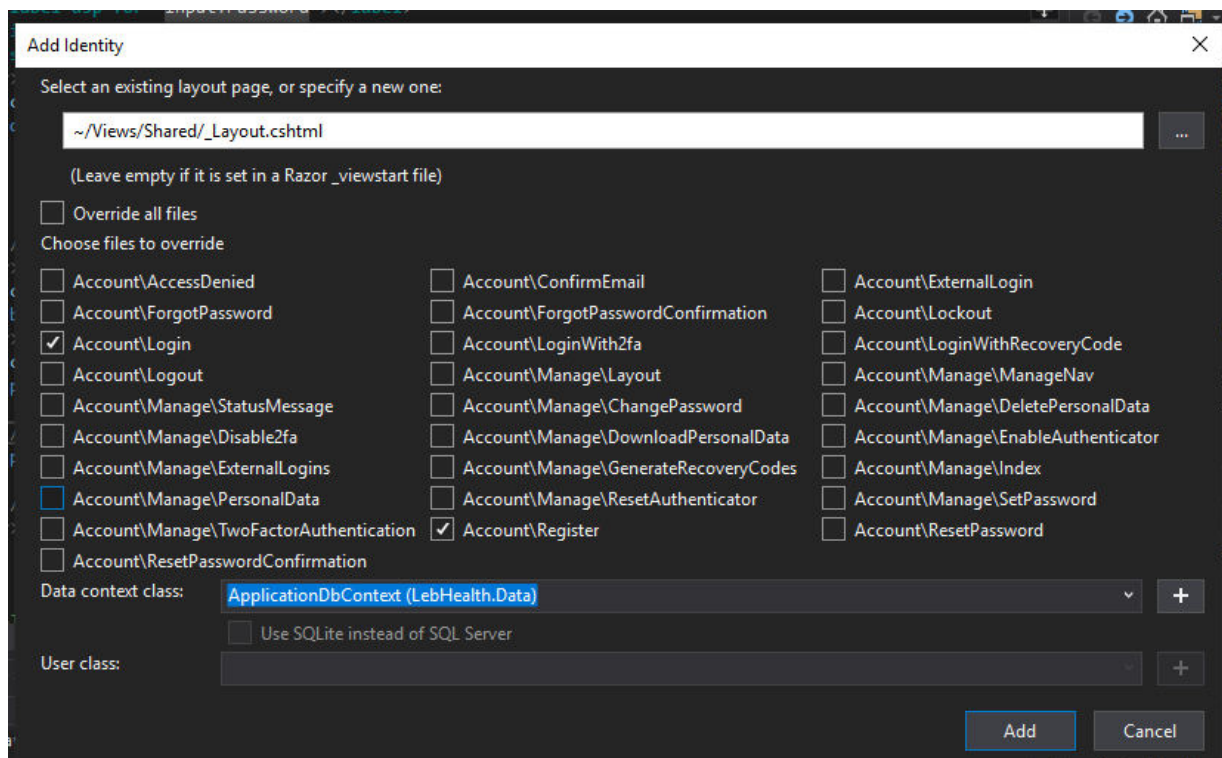 InputPassword
Add Identity
Select an existing layout page, or specify a new one:
~/Views/Shared/_Layout.cshtml
...
(Leave empty if it is set in a Razor _viewstart file)
Override all files
Choose files to override
Account\AccessDenied Account\ConfirmEmail Account\ExternalLogin
Account\ForgotPassword Account\ForgotPasswordConfirmation Account\Lockout
Account\Login Account\LoginWith2fa Account\LoginWithRecoveryCode
Account\Logout Account\Manage\Layout Account\Manage\ManageNav
Account\Manage\StatusMessage Account\Manage\ChangePassword Account\Manage\DeletePersonalData
Account\Manage\Disable2fa Account\Manage\DownloadPersonalData Account\Manage\EnableAuthenticator
Account\Manage\ExternalLogins Account\Manage\GenerateRecoveryCodes Account\Manage\Index
Account\Manage\PersonalData Account\Manage\ResetAuthenticator Account\Manage\SetPassword
Account\Manage\TwoFactorAuthentication Account\Register Account\ResetPassword
Account\ResetPasswordConfirmation
Data context class: ApplicationDbContext (LebHealth.Data) +
Use SQLite instead of SQL Server
User class: +
Add Cancel